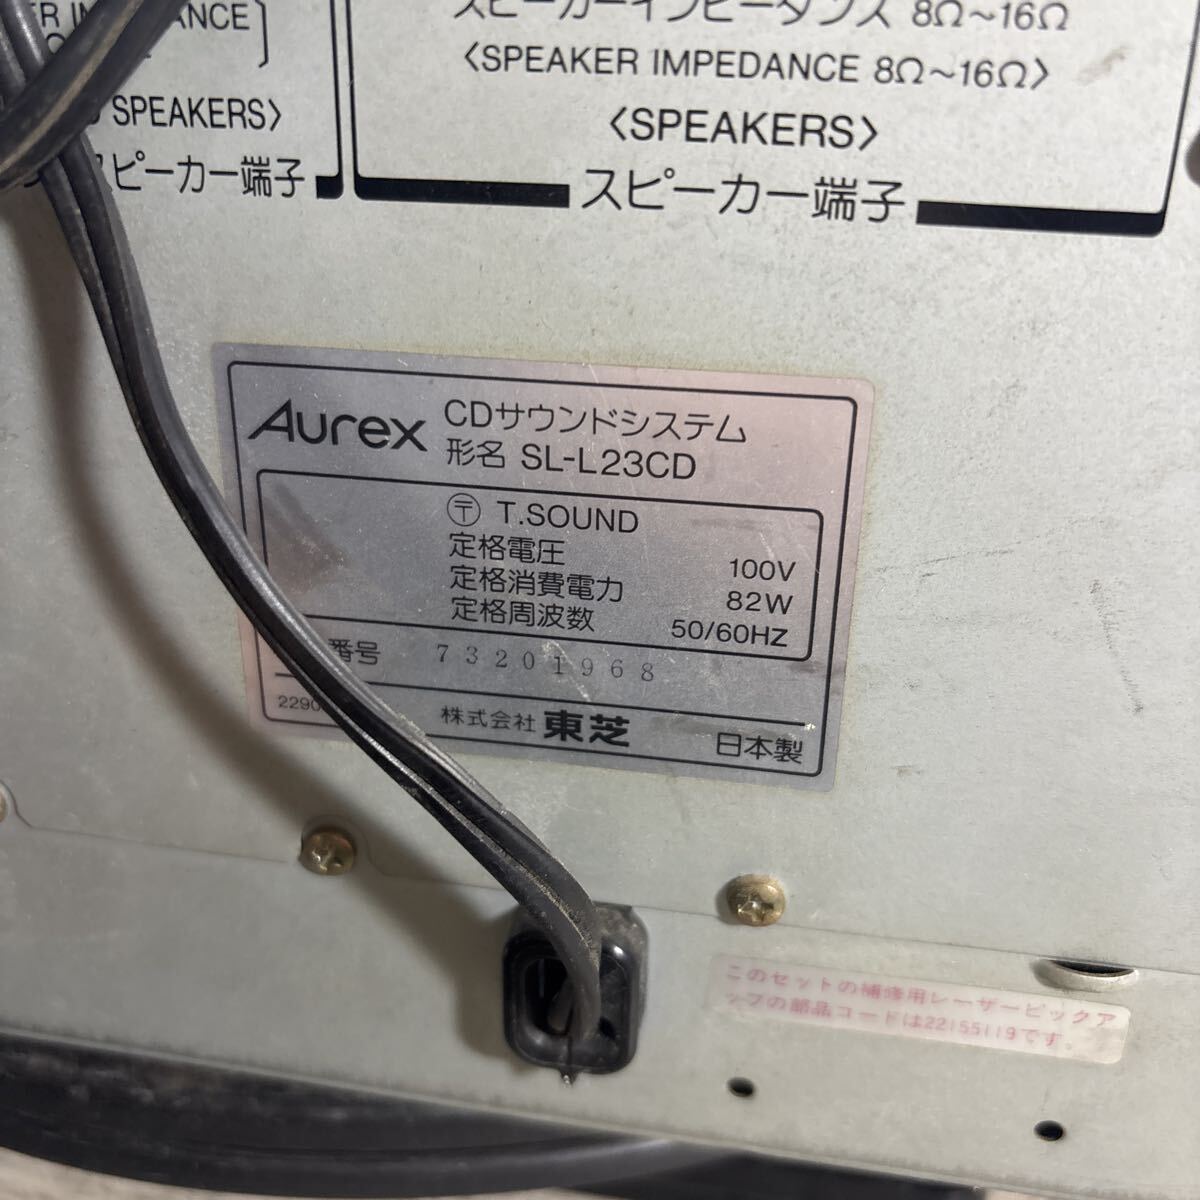 スピーカーインピーダンス 8Ω～16Ω
〈SPEAKER IMPEDANCE 8Ω～16Ω〉
〈SPEAKERS〉
スピーカー端子
SPEAKERS〉
スピーカー端子
Aurex CDサウンドシステム
形名 SL-L23CD
〒 T.SOUND
定格電圧 100V
定格消費電力 82W
定格周波数 50/60HZ
番号 73201968
2290
株式会社 東芝 日本製
このセットの補修用レーザーピックア
ップの部品コードは22155119です。